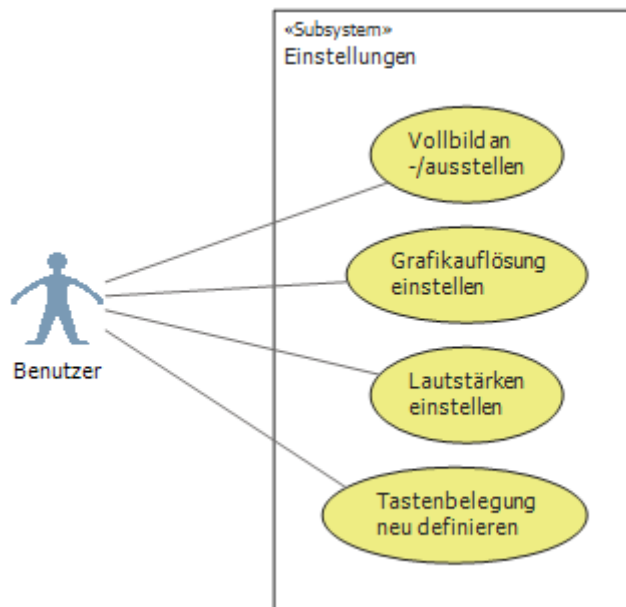 «Subsystem»
Einstellungen
Vollbild an
-/ausstellen
Grafikauflösung
einstellen
Benutzer
Lautstärken
einstellen
Tastenbelegung
neu definieren